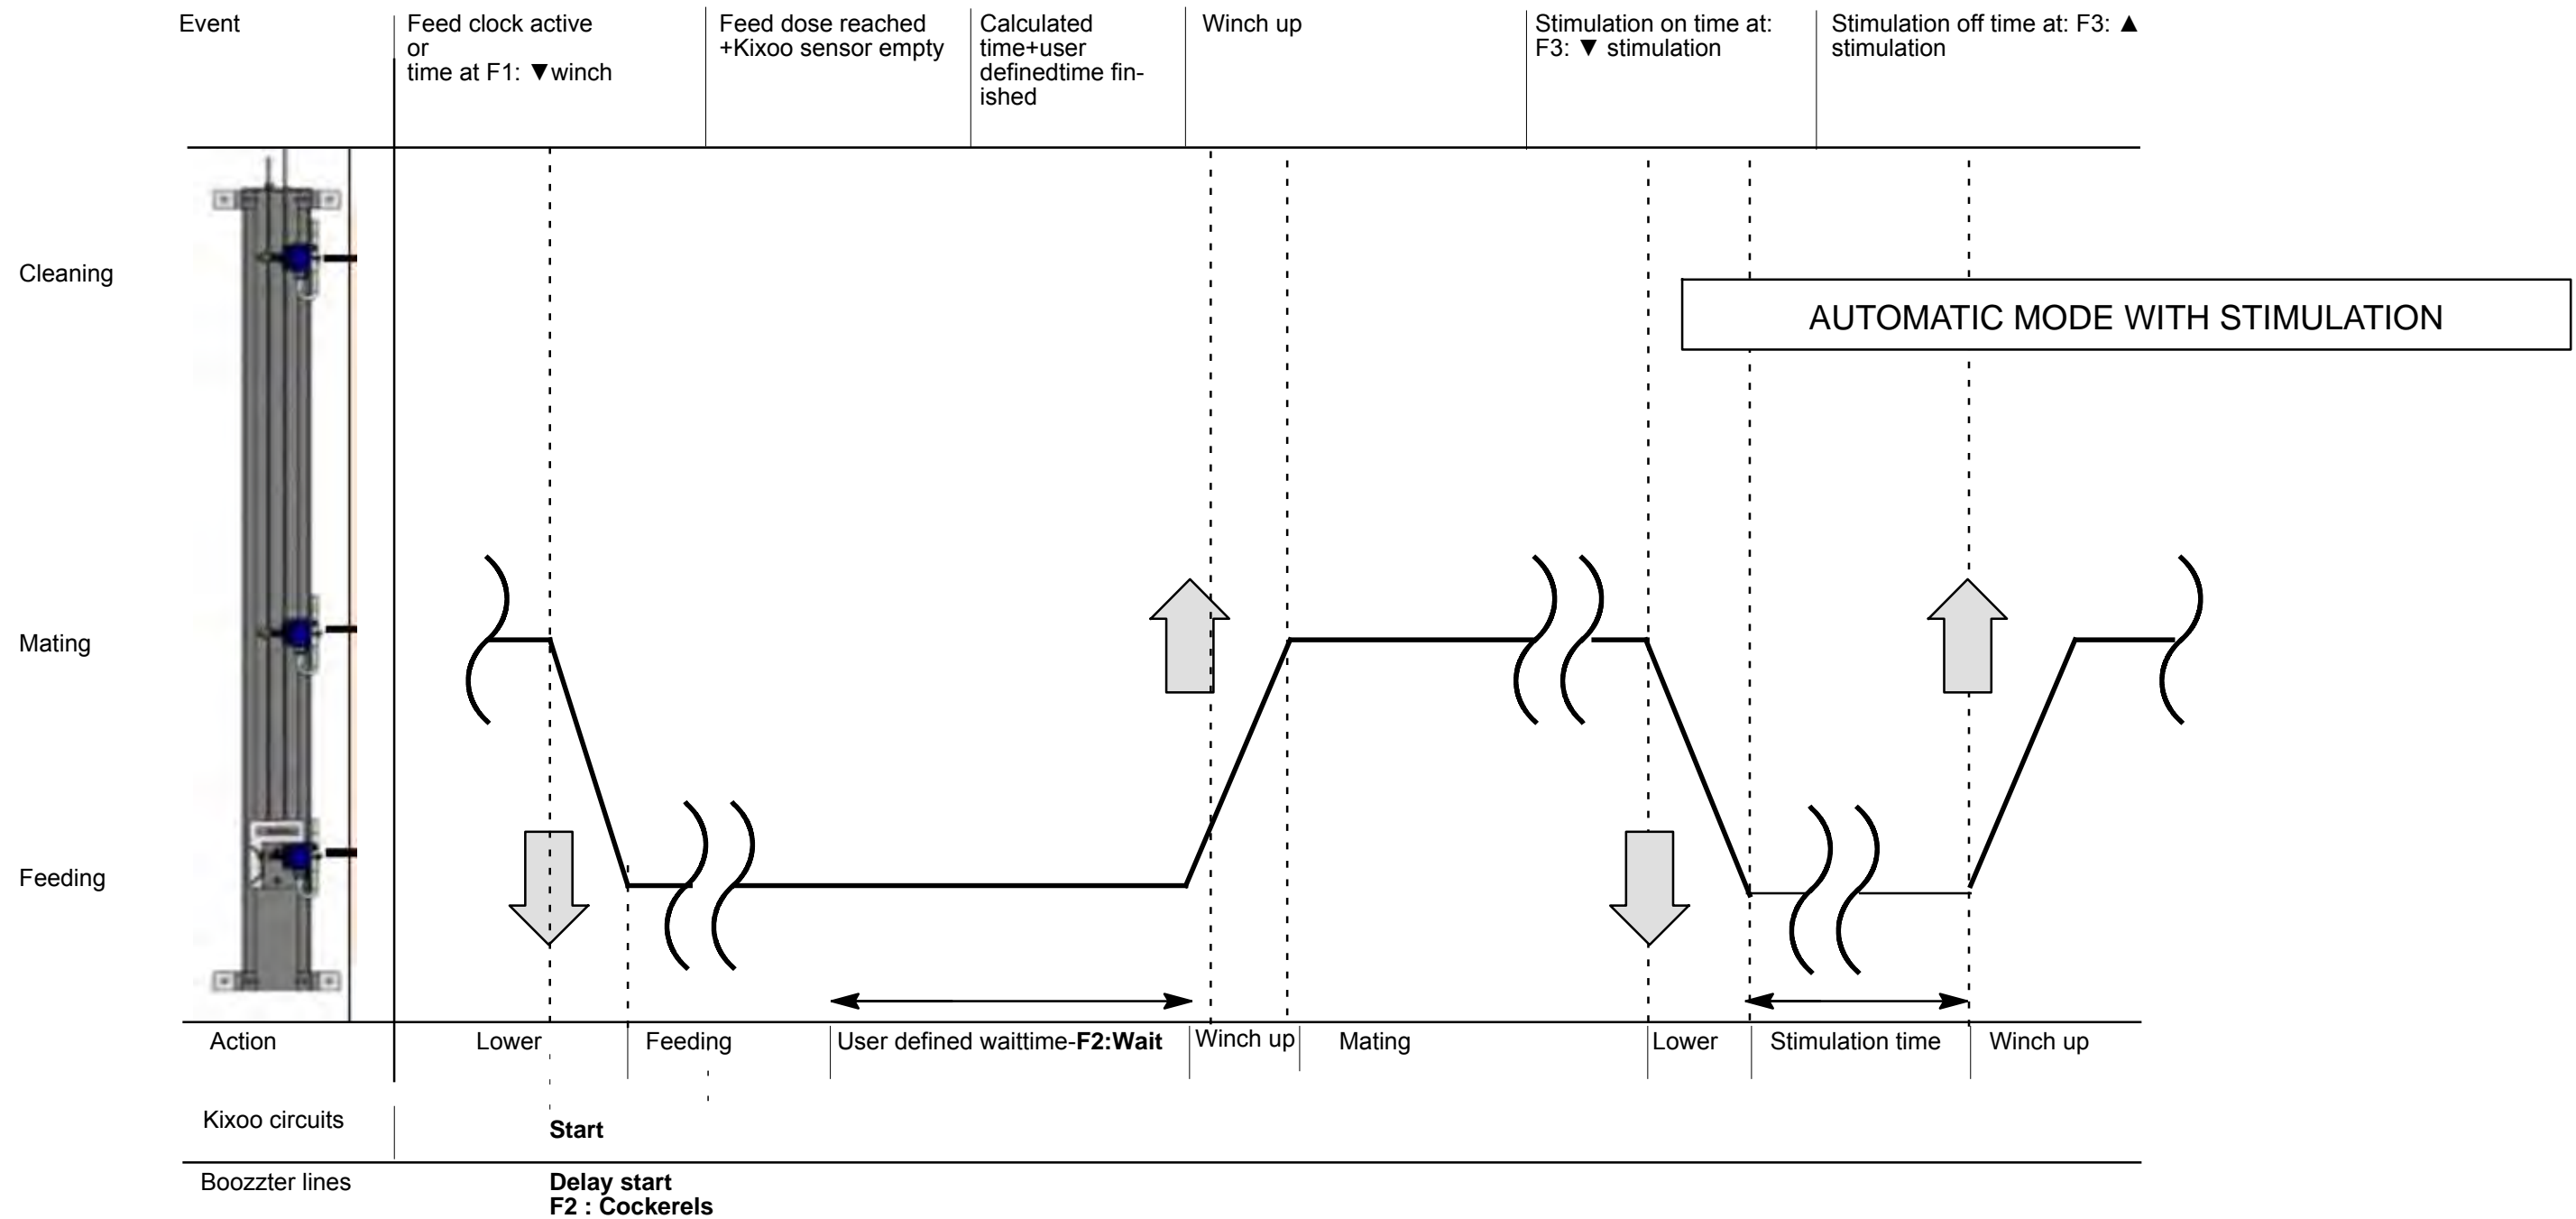 Event
Feed clock active
or
time at F1: ▼winch
Feed dose reached
+Kixoo sensor empty
Calculated
time+user
definedtime fin-
ished
Winch up
Stimulation on time at:
F3: ▼ stimulation
Stimulation off time at: F3: ▲
stimulation
Cleaning
AUTOMATIC MODE WITH STIMULATION
Mating
Feeding
Action
Lower
Feeding
User defined waittime-F2:Wait
Winch up
Mating
Lower
Stimulation time
Winch up
Kixoo circuits
Start
Boozzter lines
Delay start
F2 : Cockerels